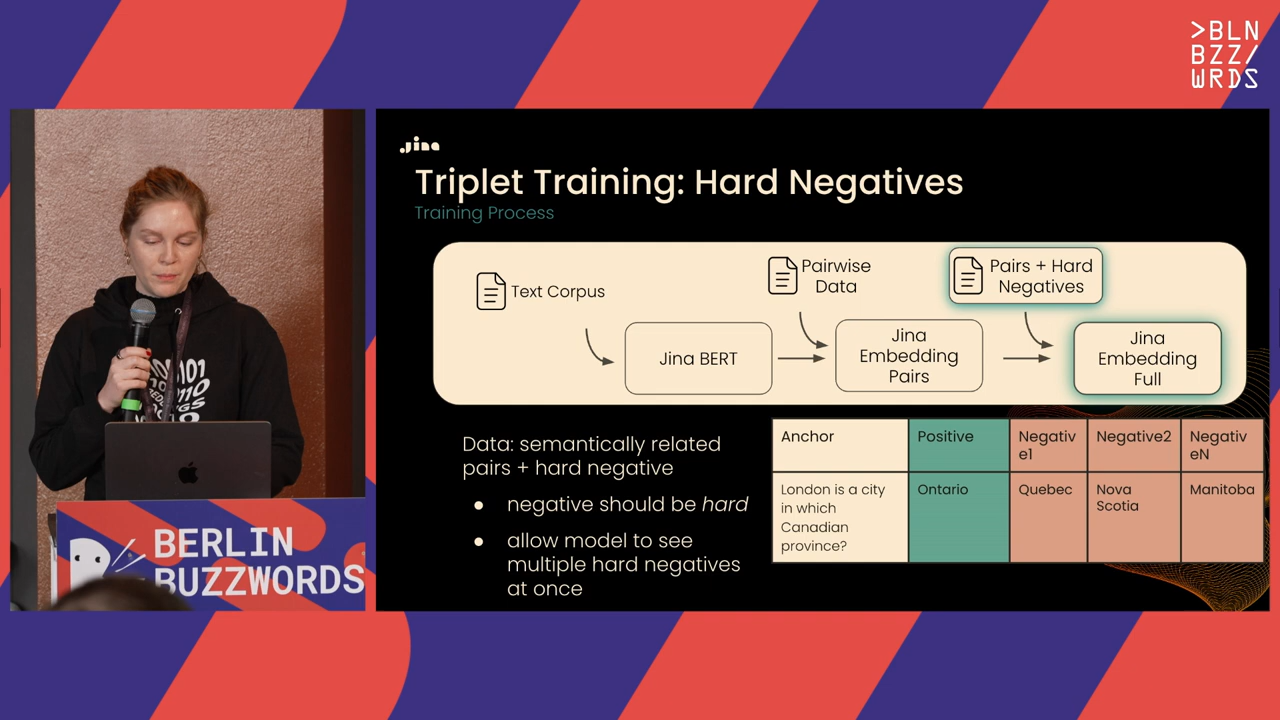 >BLN
BZZ/
WRDS
.jina
Triplet Training: Hard Negatives
Training Process
Text Corpus
Pairwise
Data
Pairs + Hard
Negatives
Jina BERT
Jina
Embedding
Pairs
Jina
Embedding
Full
Data: semantically related
pairs + hard negative
● negative should be hard
● allow model to see
multiple hard negatives
at once
Anchor
Positive
Negativ
e1
Negative2
Negativ
eN
London is a city
in which
Canadian
province?
Ontario
Quebec
Nova
Scotia
Manitoba
BERLIN
BUZZWORDS